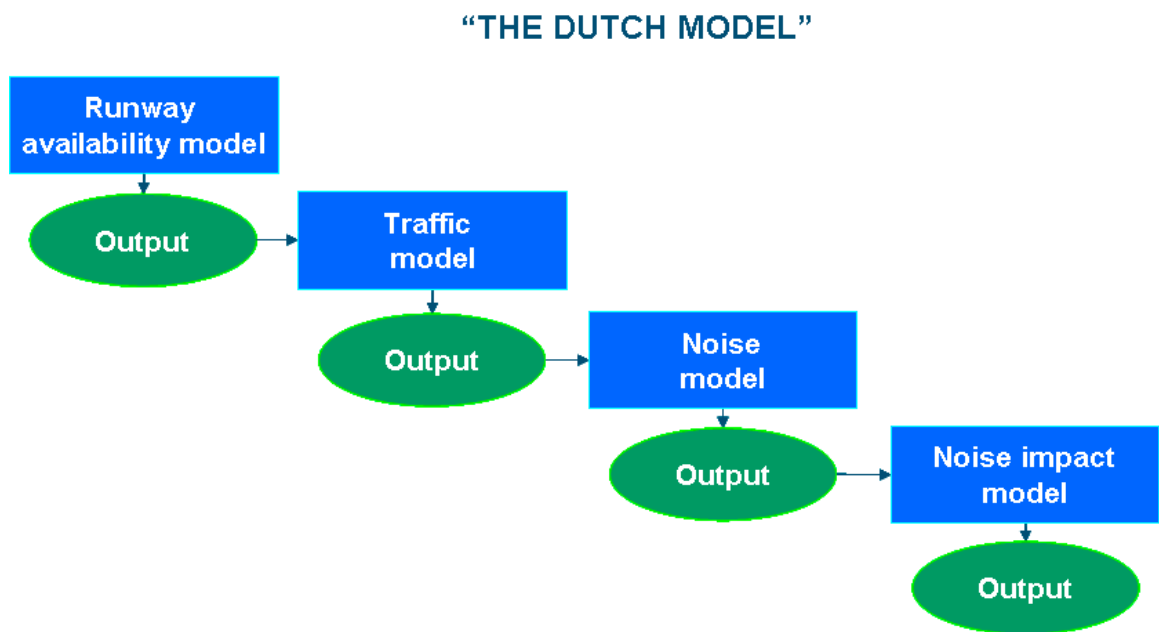 “THE DUTCH MODEL”
Runway
availability model
Output
Traffic
model
Output
Noise
model
Output
Noise impact
model
Output